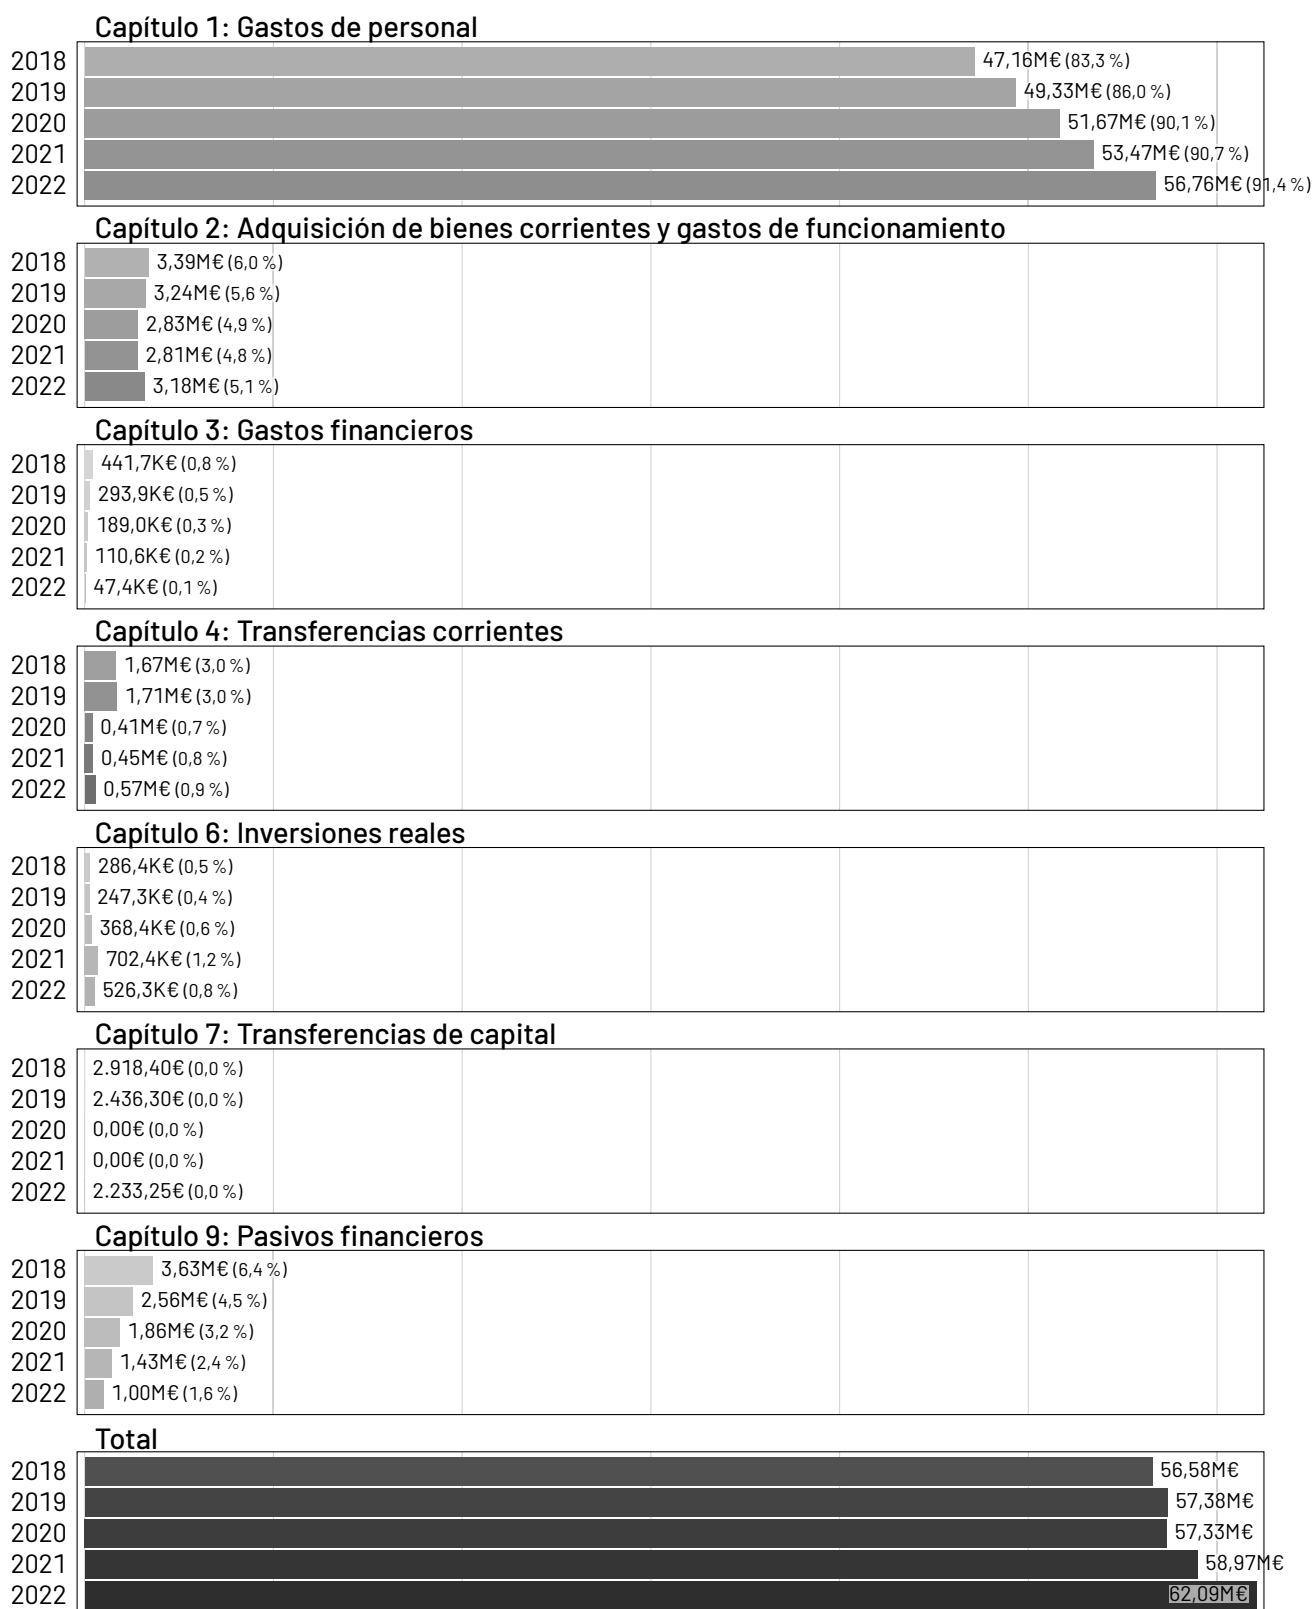 Capítulo 1: Gastos de personal
2018 47,16M€ (83,3 %)
2019 49,33M€ (86,0 %)
2020 51,67M€ (90,1 %)
2021 53,47M€ (90,7 %)
2022 56,76M€ (91,4 %)
Capítulo 2: Adquisición de bienes corrientes y gastos de funcionamiento
2018 3,39M€ (6,0 %)
2019 3,24M€ (5,6 %)
2020 2,83M€ (4,9 %)
2021 2,81M€ (4,8 %)
2022 3,18M€ (5,1 %)
Capítulo 3: Gastos financieros
2018 441,7K€ (0,8 %)
2019 293,9K€ (0,5 %)
2020 189,0K€ (0,3 %)
2021 110,6K€ (0,2 %)
2022 47,4K€ (0,1 %)
Capítulo 4: Transferencias corrientes
2018 1,67M€ (3,0 %)
2019 1,71M€ (3,0 %)
2020 0,41M€ (0,7 %)
2021 0,45M€ (0,8 %)
2022 0,57M€ (0,9 %)
Capítulo 6: Inversiones reales
2018 286,4K€ (0,5 %)
2019 247,3K€ (0,4 %)
2020 368,4K€ (0,6 %)
2021 702,4K€ (1,2 %)
2022 526,3K€ (0,8 %)
Capítulo 7: Transferencias de capital
2018 2.918,40€ (0,0 %)
2019 2.436,30€ (0,0 %)
2020 0,00€ (0,0 %)
2021 0,00€ (0,0 %)
2022 2.233,25€ (0,0 %)
Capítulo 9: Pasivos financieros
2018 3,63M€ (6,4 %)
2019 2,56M€ (4,5 %)
2020 1,86M€ (3,2 %)
2021 1,43M€ (2,4 %)
2022 1,00M€ (1,6 %)
Total
2018 56,58M€
2019 57,38M€
2020 57,33M€
2021 58,97M€
2022 62,09M€